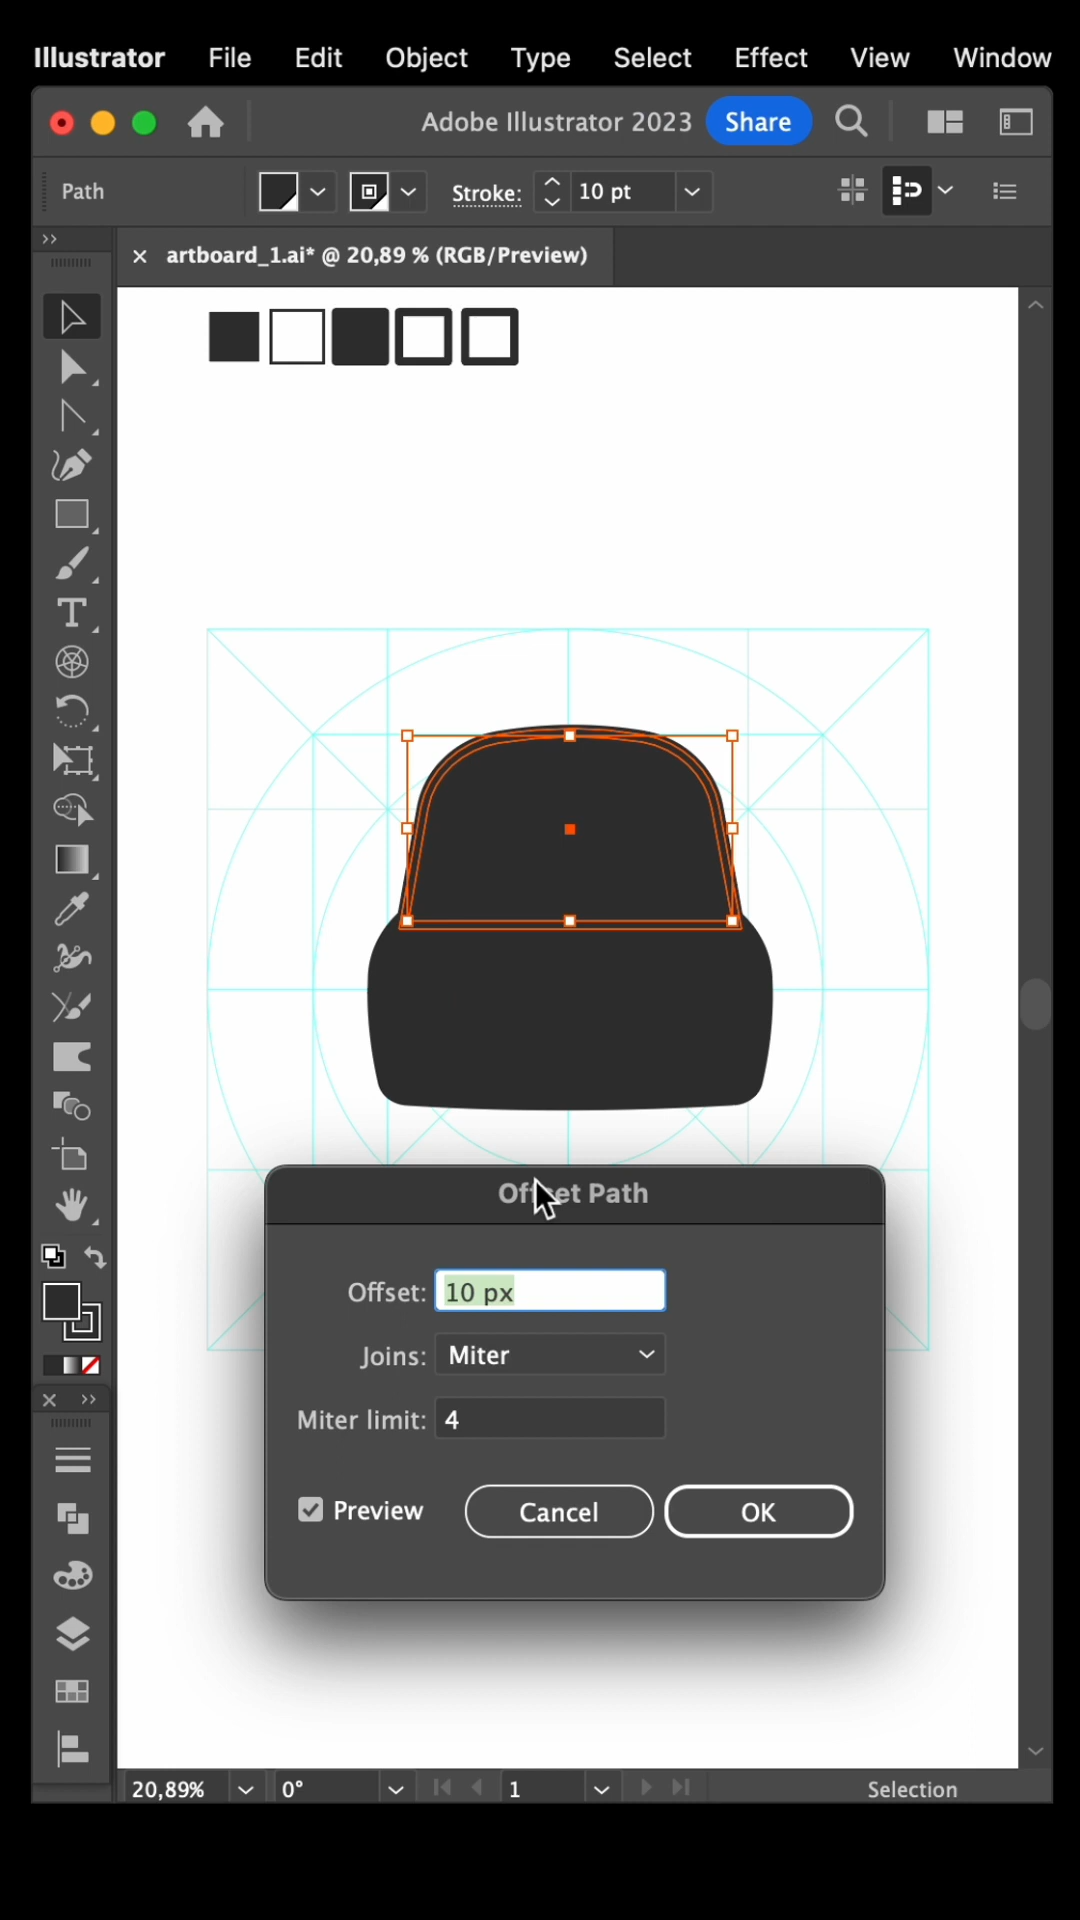 Illustrator File Edit Object Type Select Effect View Window
Adobe Illustrator 2023 Share
Path Stroke: 10 pt
artboard_1.ai* @ 20,89 % (RGB/Preview)
Offset Path
Offset: 10 px
Joins: Miter
Miter limit: 4
Preview Cancel OK
20,89% 0° 1 Selection